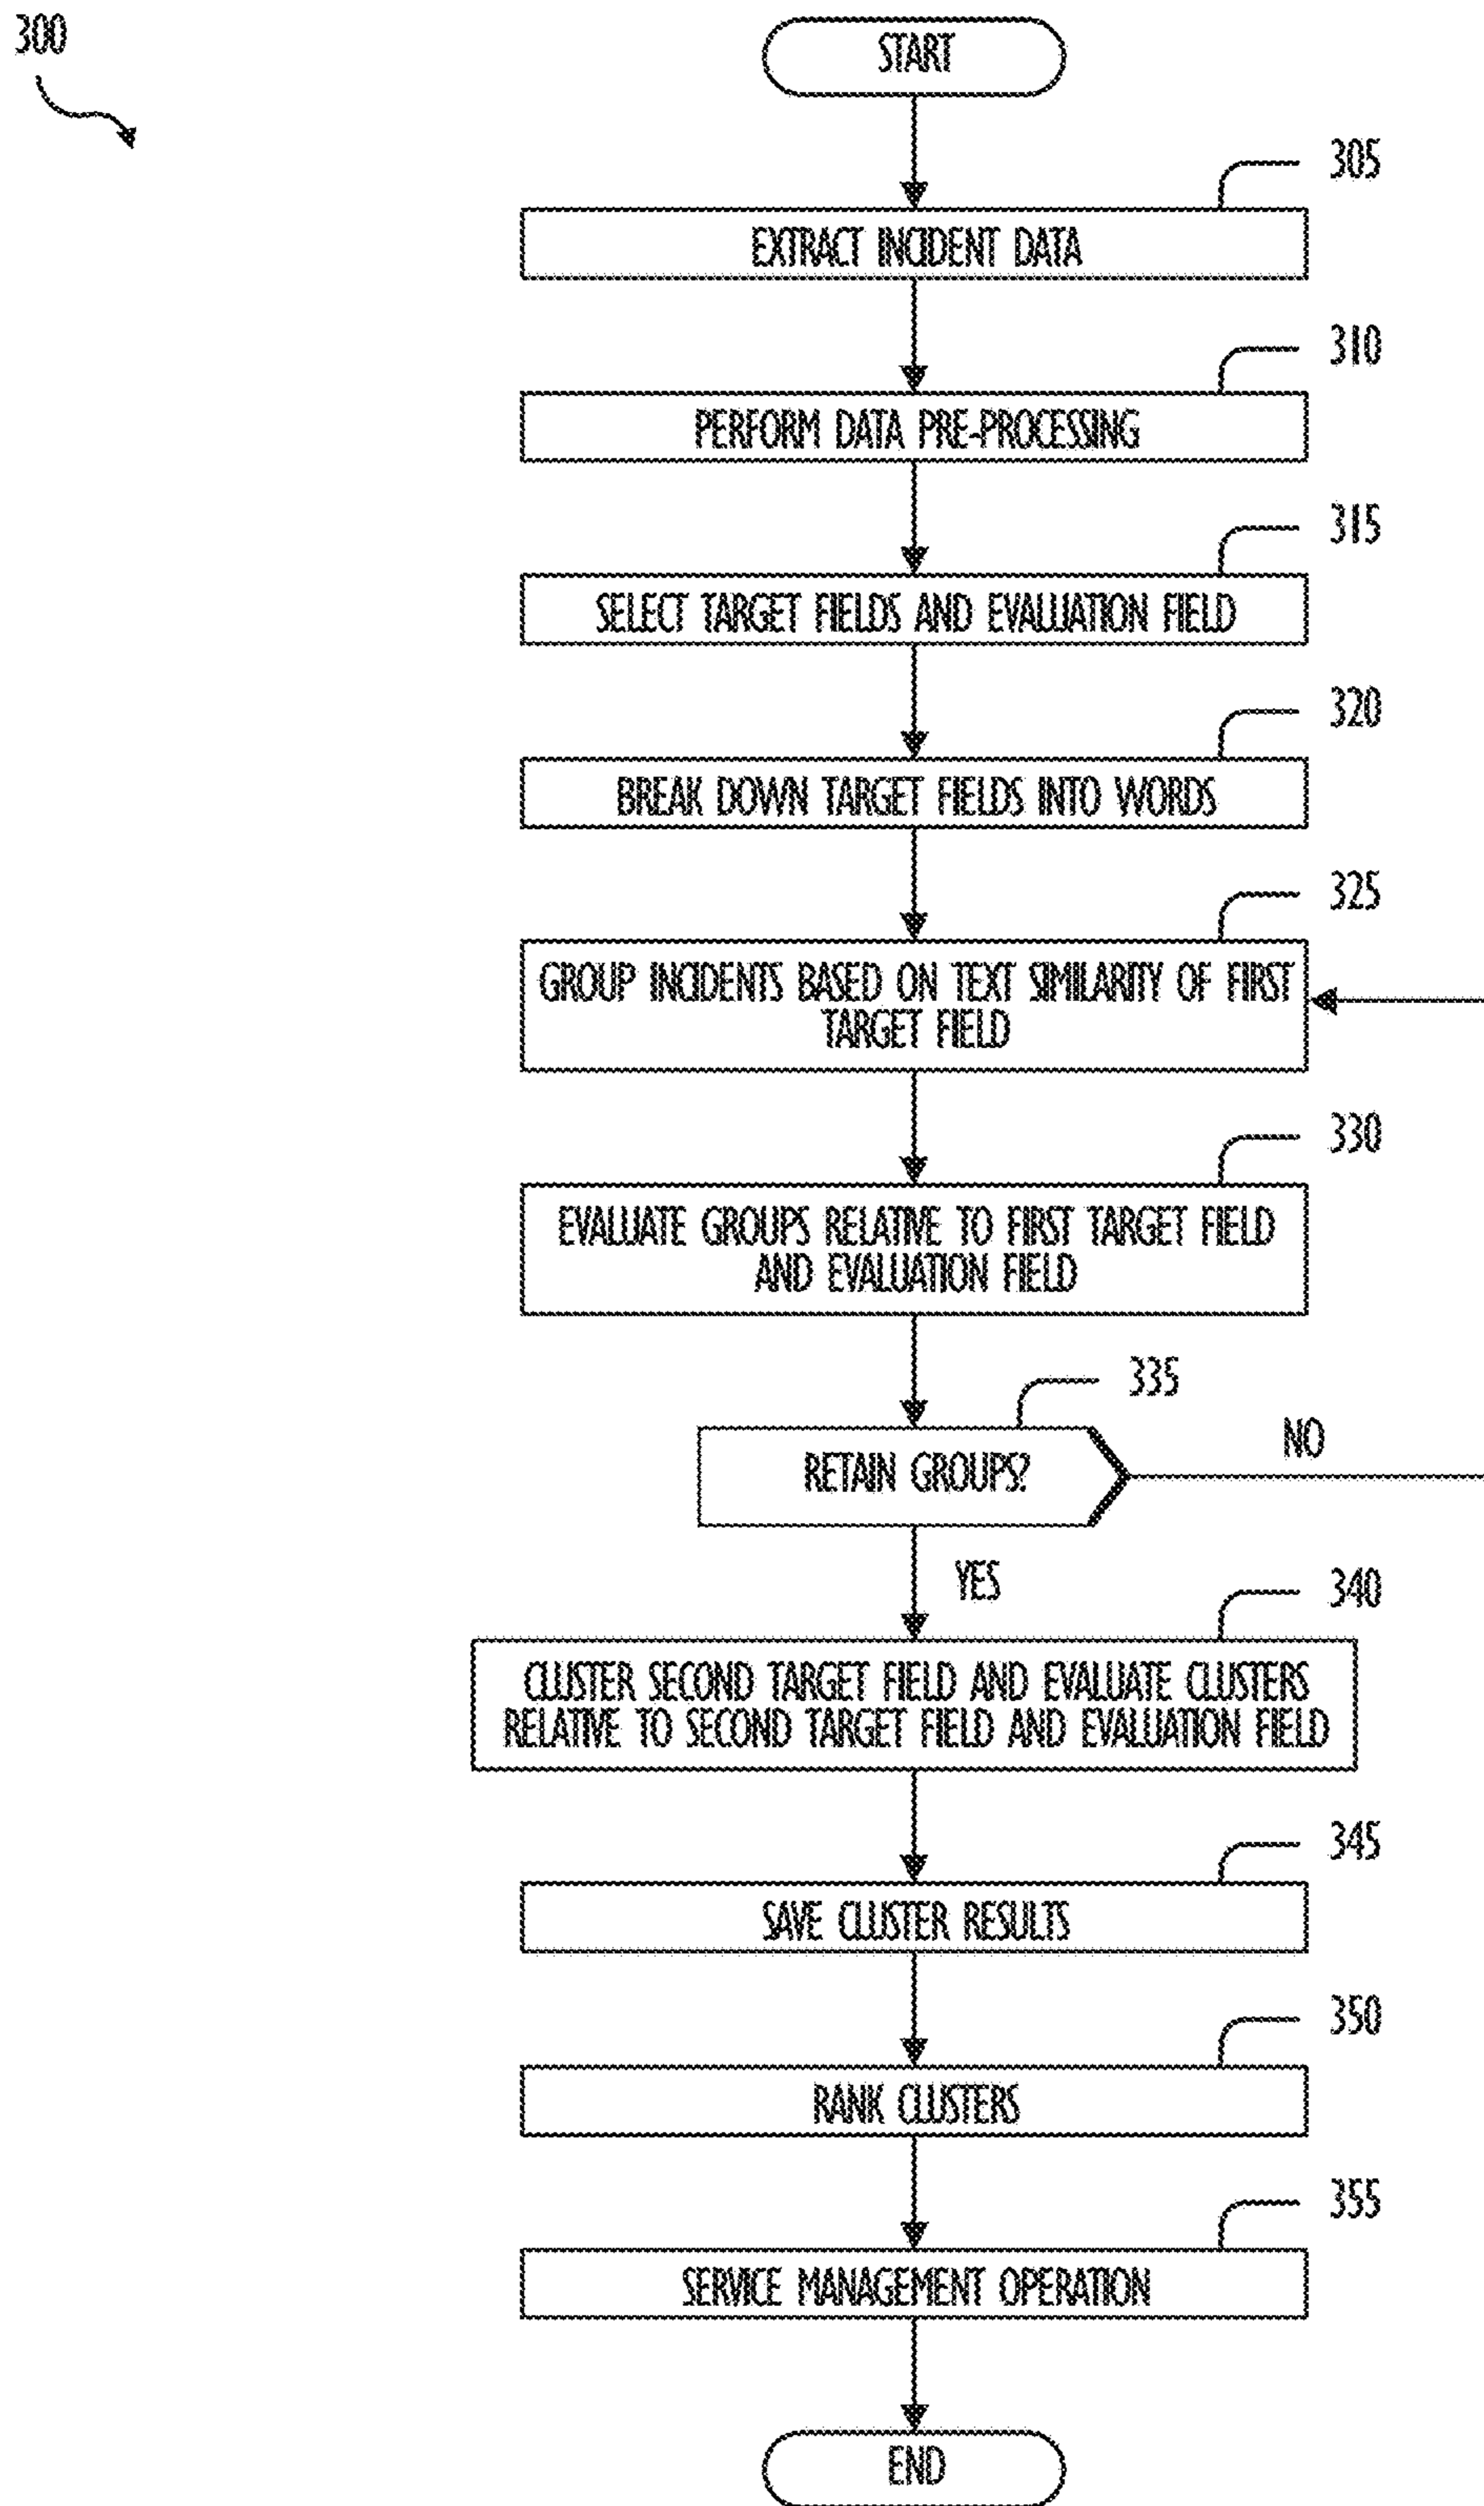 300
START
305
EXTRACT INCIDENT DATA
310
PERFORM DATA PRE-PROCESSING
315
SELECT TARGET FIELDS AND EVALUATION FIELD
320
BREAK DOWN TARGET FIELDS INTO WORDS
325
GROUP INCIDENTS BASED ON TEXT SIMILARITY OF FIRST
TARGET FIELD
330
EVALUATE GROUPS RELATIVE TO FIRST TARGET FIELD
AND EVALUATION FIELD
335
RETAIN GROUPS?
NO
YES
340
CLUSTER SECOND TARGET FIELD AND EVALUATE CLUSTERS
RELATIVE TO SECOND TARGET FIELD AND EVALUATION FIELD
345
SAVE CLUSTER RESULTS
350
RANK CLUSTERS
355
SERVICE MANAGEMENT OPERATION
END